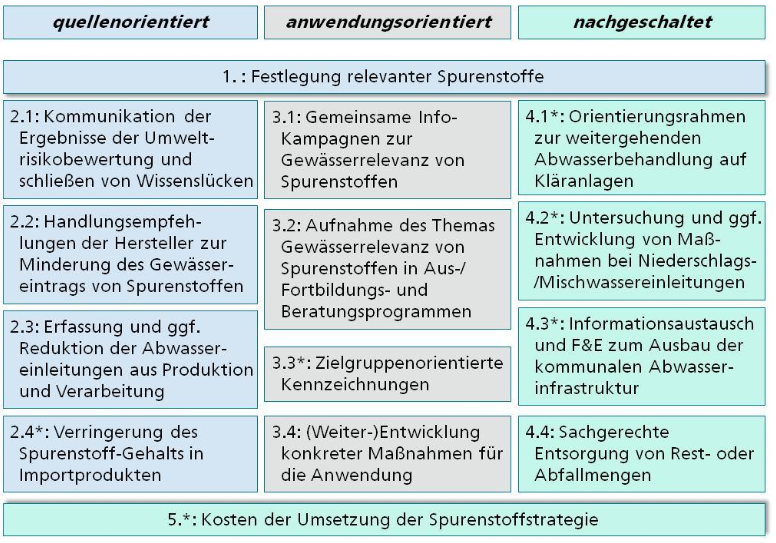 quellenorientiert
anwendungsorientiert
nachgeschaltet
1. : Festlegung relevanter Spurenstoffe
2.1: Kommunikation der
Ergebnisse der Umwelt-
risikobewertung und
schließen von Wissenslücken
2.2: Handlungsempfeh-
lungen der Hersteller zur
Minderung des Gewässer-
eintrags von Spurenstoffen
2.3: Erfassung und ggf.
Reduktion der Abwasser-
einleitungen aus Produktion
und Verarbeitung
2.4*: Verringerung des
Spurenstoff-Gehalts in
Importprodukten
3.1: Gemeinsame Info-
Kampagnen zur
Gewässerrelevanz von
Spurenstoffen
3.2: Aufnahme des Themas
Gewässerrelevanz von
Spurenstoffen in Aus-/
Fortbildungs- und
Beratungsprogrammen
3.3*: Zielgruppenorientierte
Kennzeichnungen
3.4: (Weiter-)Entwicklung
konkreter Maßnahmen für
die Anwendung
4.1*: Orientierungsrahmen
zur weitergehenden
Abwasserbehandlung auf
Kläranlagen
4.2*: Untersuchung und ggf.
Entwicklung von Maß-
nahmen bei Niederschlags-
/Mischwassereinleitungen
4.3*: Informationsaustausch
und F&E zum Ausbau der
kommunalen Abwasser-
infrastruktur
4.4: Sachgerechte
Entsorgung von Rest- oder
Abfallmengen
5.*: Kosten der Umsetzung der Spurenstoffstrategie